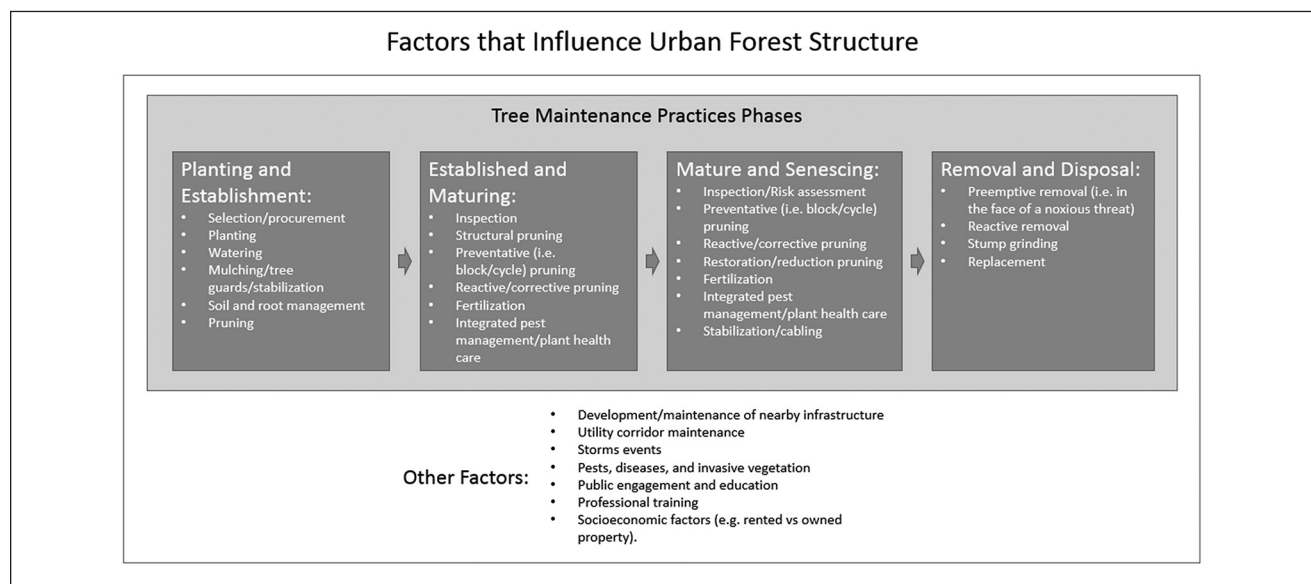 Factors that Influence Urban Forest Structure
Tree Maintenance Practices Phases
Planting and
Establishment:
• Selection/procurement
• Planting
• Watering
• Mulching/tree
guards/stabilization
• Soil and root management
• Pruning
Established and
Maturing:
• Inspection
• Structural pruning
• Preventative (i.e.
block/cycle) pruning
• Reactive/corrective pruning
• Fertilization
• Integrated pest
management/plant health
care
Mature and Senescing:
• Inspection/Risk assessment
• Preventative (i.e. block/cycle)
pruning
• Reactive/corrective pruning
• Restoration/reduction pruning
• Fertilization
• Integrated pest
management/plant health care
• Stabilization/cabling
Removal and Disposal:
• Preemptive removal (i.e. in
the face of a noxious threat)
• Reactive removal
• Stump grinding
• Replacement
Other Factors:
• Development/maintenance of nearby infrastructure
• Utility corridor maintenance
• Storms events
• Pests, diseases, and invasive vegetation
• Public engagement and education
• Professional training
• Socioeconomic factors (e.g. rented vs owned
property).